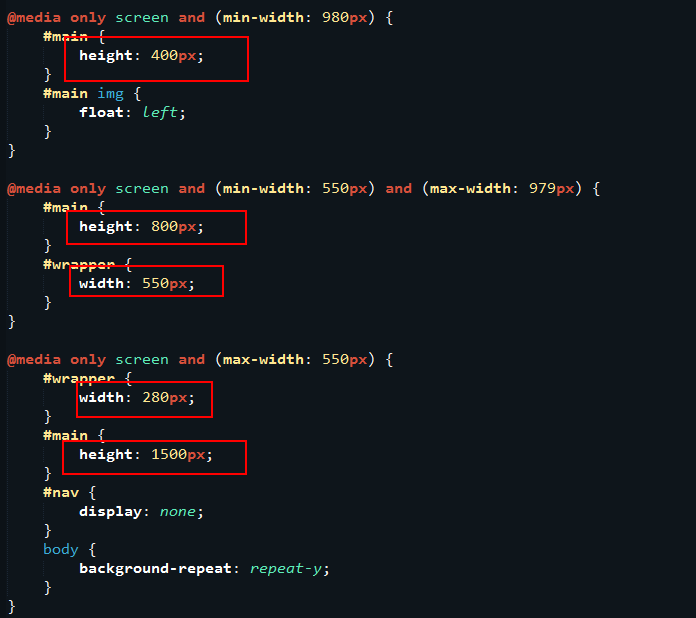 @media only screen and (min-width: 980px) {
#main {
height: 400px;
}
#main img {
float: left;
}
}
@media only screen and (min-width: 550px) and (max-width: 979px) {
#main {
height: 800px;
}
#wrapper {
width: 550px;
}
}
@media only screen and (max-width: 550px) {
#wrapper {
width: 280px;
}
#main {
height: 1500px;
}
#nav {
display: none;
}
body {
background-repeat: repeat-y;
}
}